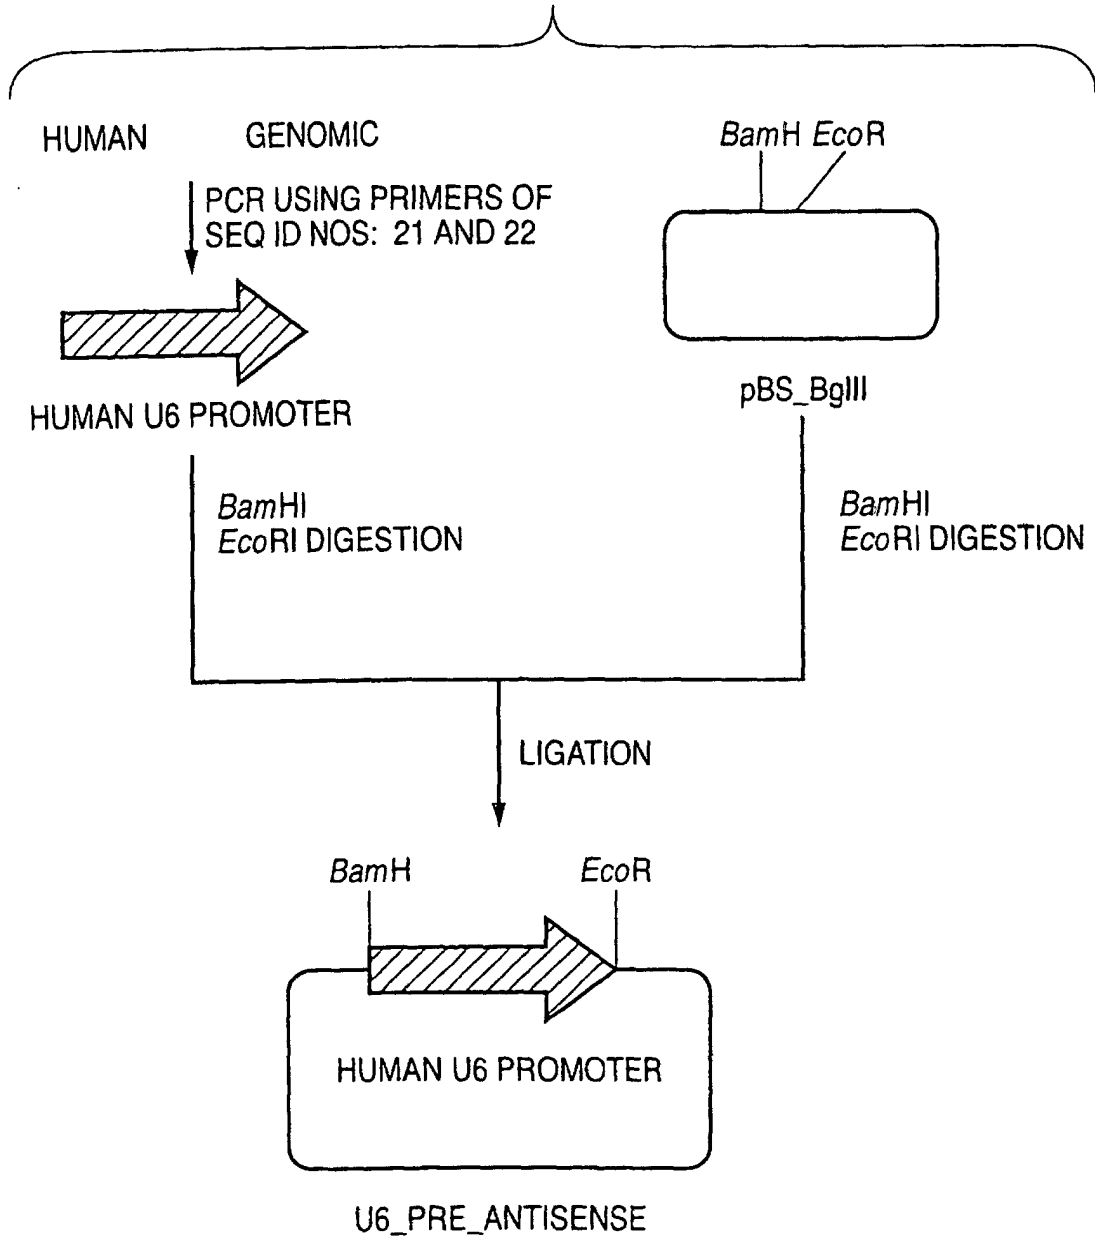 HUMAN GENOMIC
PCR USING PRIMERS OF
SEQ ID NOS: 21 AND 22
HUMAN U6 PROMOTER
BamHI
EcoRI DIGESTION
BamH EcoR
pBS_BgIII
BamHI
EcoRI DIGESTION
LIGATION
BamH EcoR
HUMAN U6 PROMOTER
U6_PRE_ANTISENSE